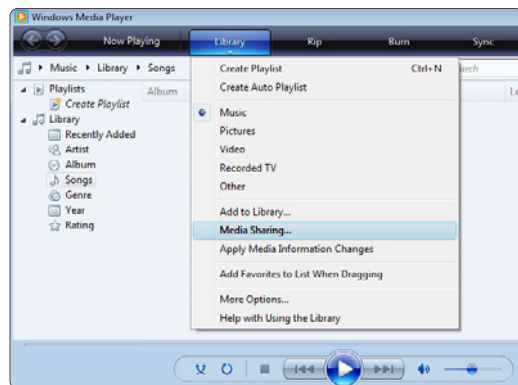 Windows Media Player
Now Playing Library Rip Burn Sync
Music Library Songs
Playlists
Create Playlist
Library
Recently Added
Artist
Album
Songs
Genre
Year
Rating
Album
Create Playlist Ctrl+N
Create Auto Playlist
Music
Pictures
Video
Recorded TV
Other
Add to Library...
Media Sharing...
Apply Media Information Changes
Add Favorites to List When Dragging
More Options...
Help with Using the Library